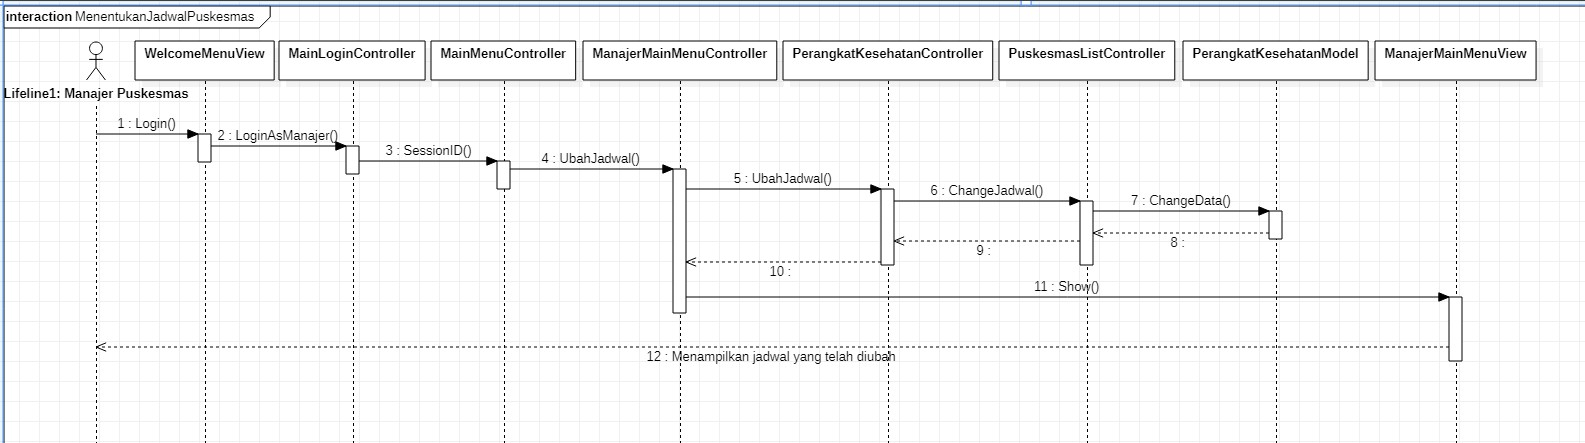 interaction MenentukanJadwalPuskesmas
WelcomeMenuView
MainLoginController
MainMenuController
ManajerMainMenuController
PerangkatKesehatanController
PuskesmasListController
PerangkatKesehatanModel
ManajerMainMenuView
Lifeline1: Manajer Puskesmas
1 : Login()
2 : LoginAsManajer()
3 : SessionID()
4 : UbahJadwal()
5 : UbahJadwal()
6 : ChangeJadwal()
7 : ChangeData()
8 :
9 :
10 :
11 : Show()
12 : Menampilkan jadwal yang telah diubah